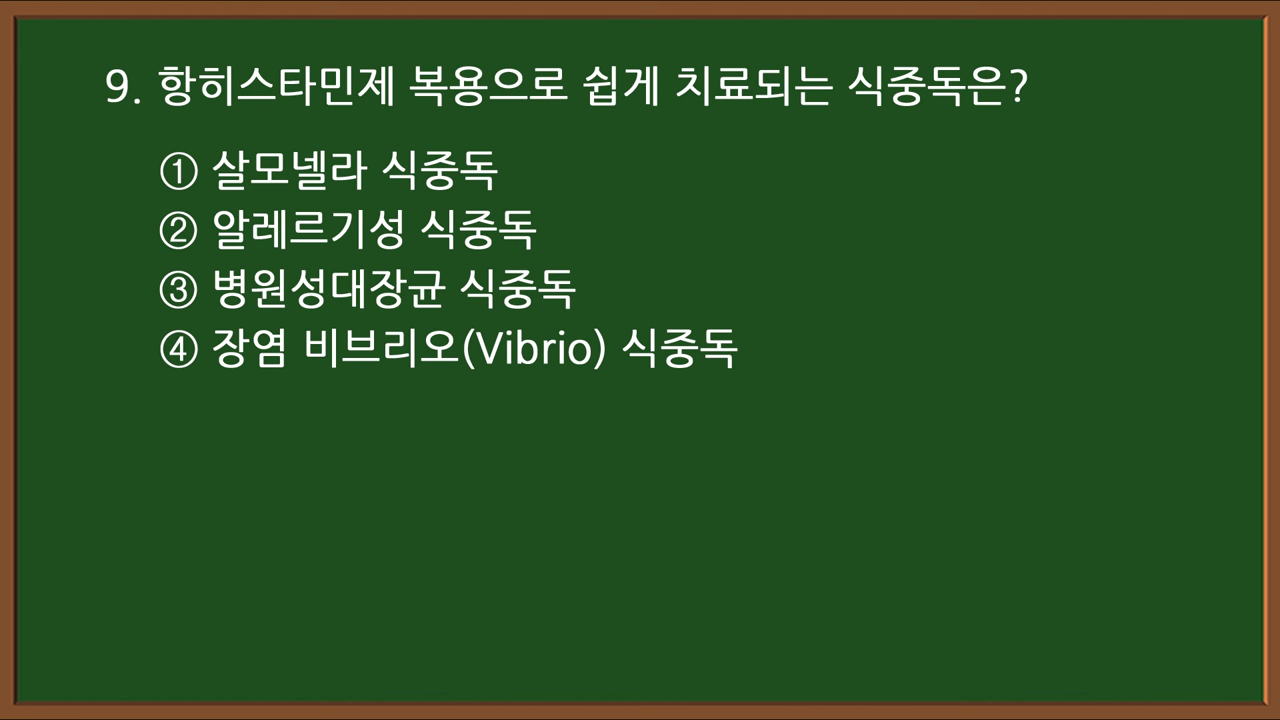 9. 항히스타민제 복용으로 쉽게 치료되는 식중독은?
① 살모넬라 식중독
② 알레르기성 식중독
③ 병원성대장균 식중독
④ 장염 비브리오(Vibrio) 식중독